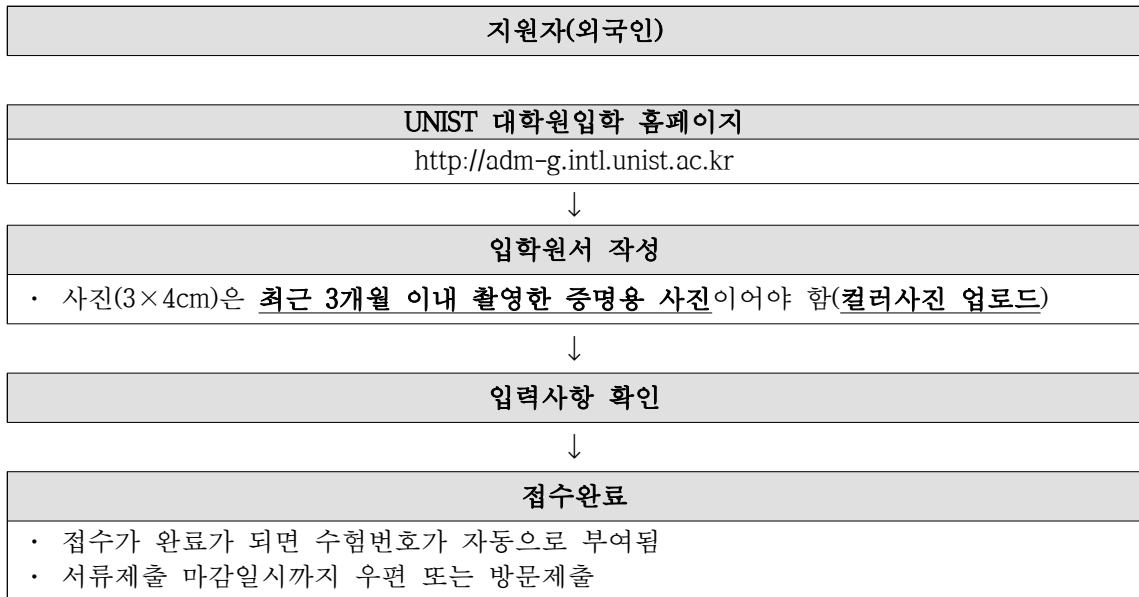 지원자(외국인)
UNIST 대학원입학 홈페이지
http://adm-g.intl.unist.ac.kr
↓
입학원서 작성
· 사진(3×4cm)은 최근 3개월 이내 촬영한 증명용 사진이어야 함(컬러사진 업로드)
↓
입력사항 확인
↓
접수완료
· 접수가 완료가 되면 수험번호가 자동으로 부여됨
· 서류제출 마감일시까지 우편 또는 방문제출